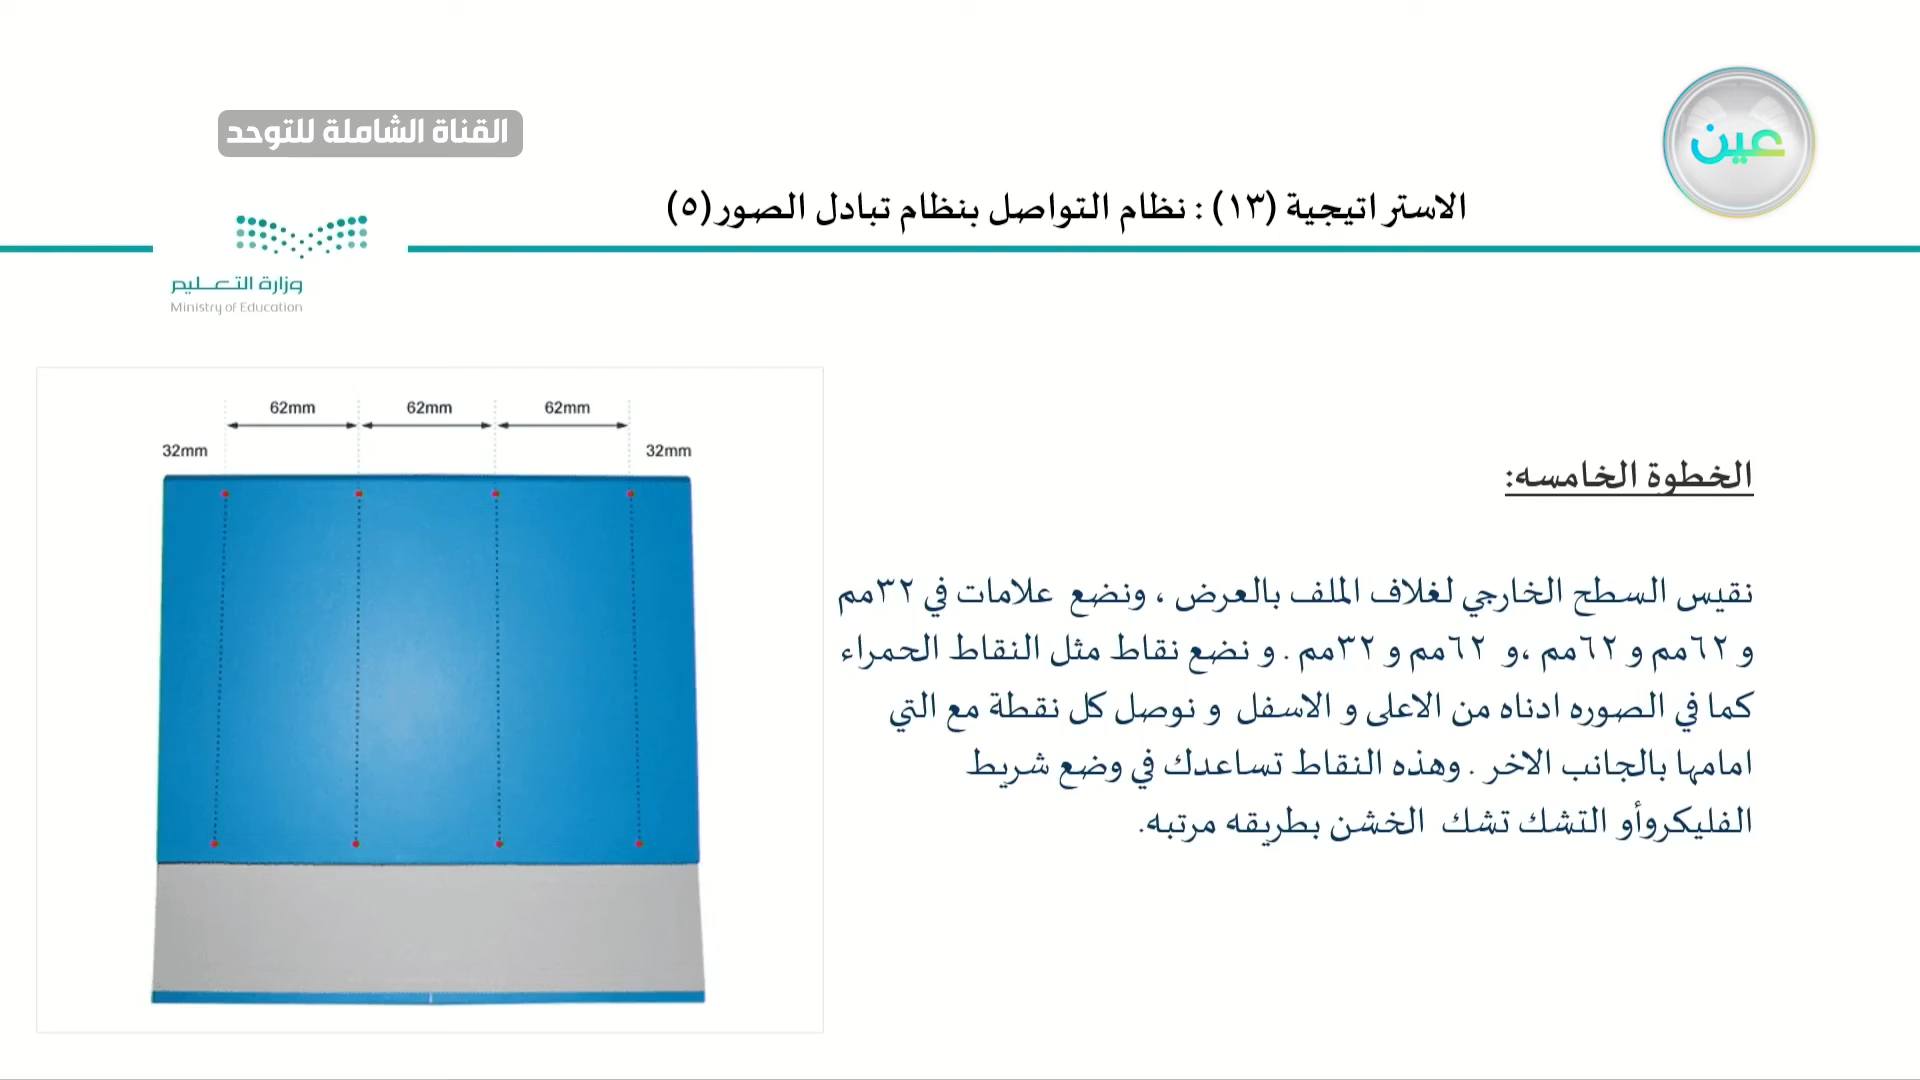 القناة الشاملة للتوحد
عين
الاستراتيجية (١٣) : نظام التواصل بنظام تبادل الصور(٥)
وزارة التعليم
Ministry of Education
62mm 62mm 62mm
32mm 32mm
الخطوة الخامسه:
نقيس السطح الخارجي لغلاف الملف بالعرض ، ونضع علامات في ٣٢مم
و ٦٢مم و ٦٢مم ،و ٦٢مم و ٣٢مم . و نضع نقاط مثل النقاط الحمراء
كما في الصوره ادناه من الاعلى و الاسفل و نوصل كل نقطة مع التي
امامها بالجانب الاخر . وهذه النقاط تساعدك في وضع شريط
الفليكروأو التشك تشك الخشن بطريقه مرتبه.